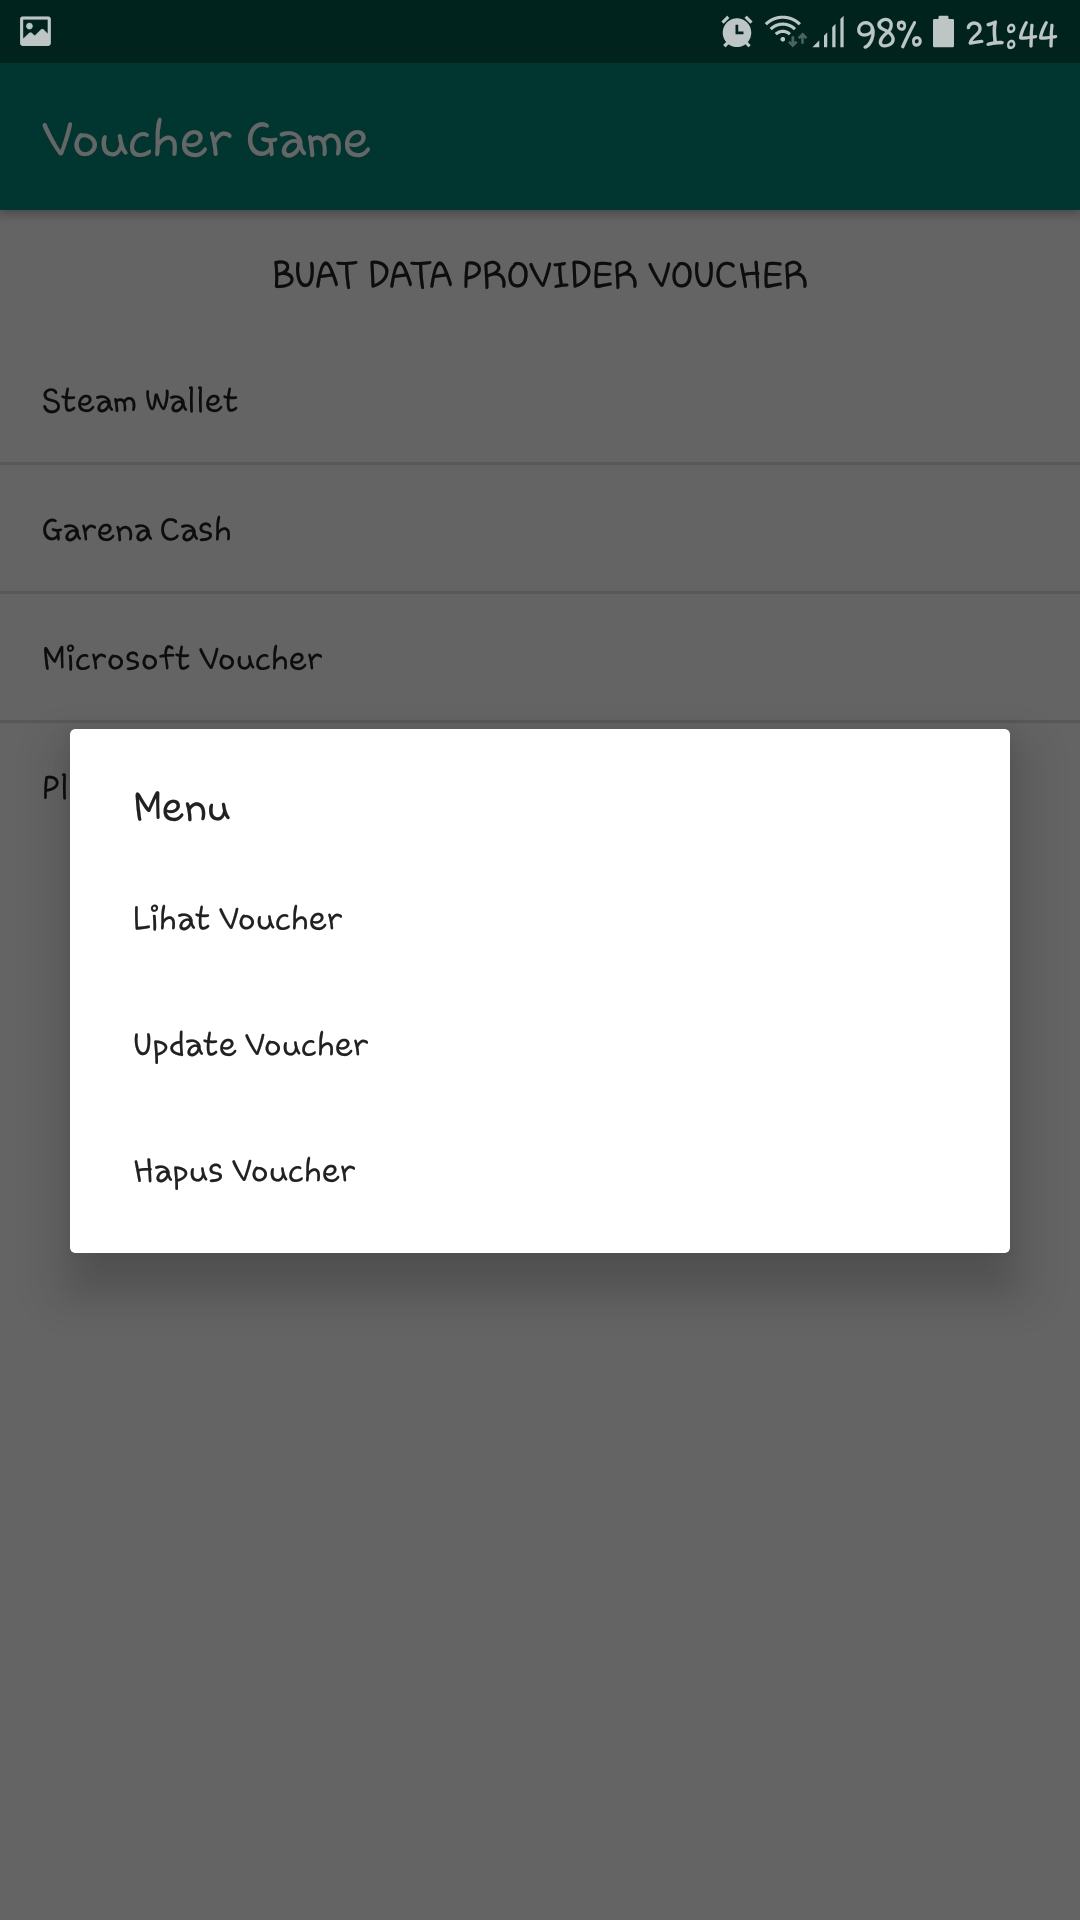 98% 21:44
Voucher Game
BUAT DATA PROVIDER VOUCHER
Steam Wallet
Garena Cash
Microsoft Voucher
Pl
Menu
Lihat Voucher
Update Voucher
Hapus Voucher